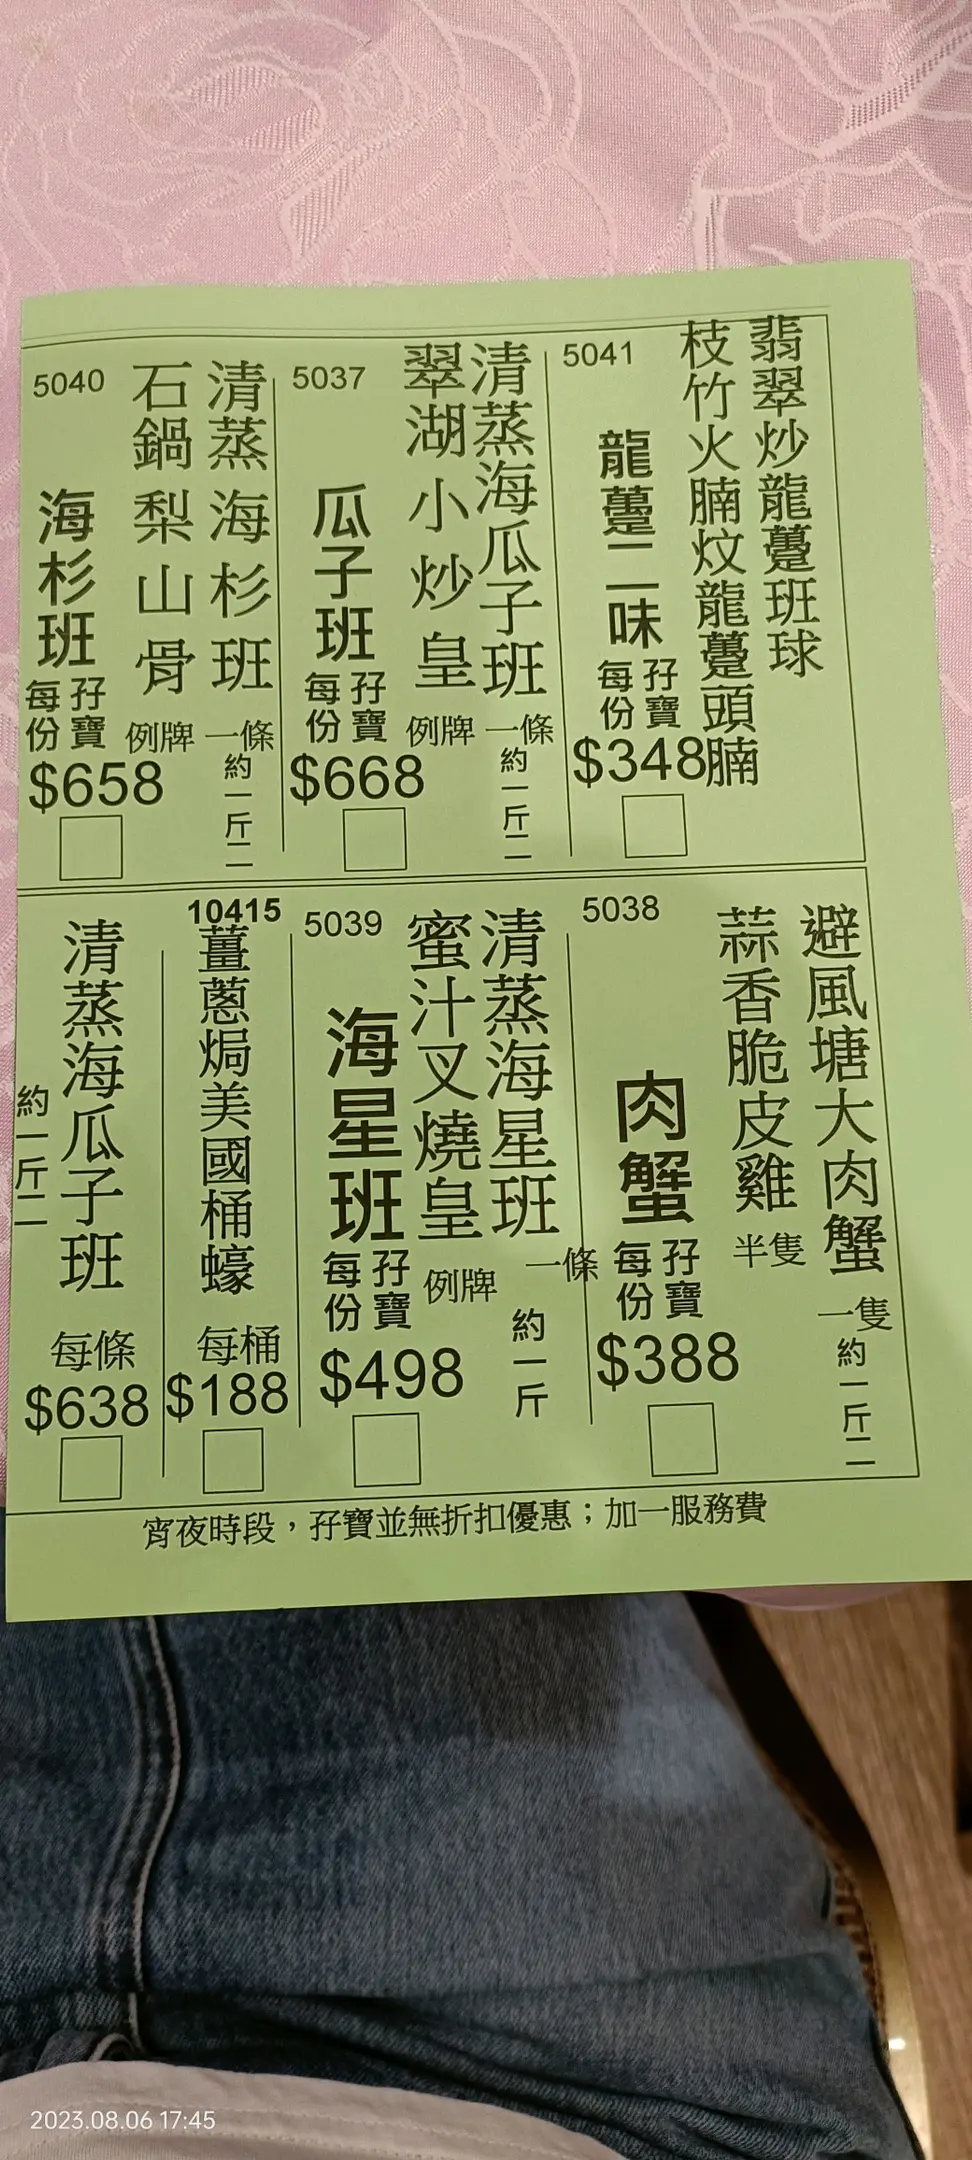 翡翠炒龍躉班球
枝竹火腩炆龍躉頭腩
5041
龍躉二味
孖寶
每份
$348
清蒸海瓜子班
一條
約一斤二
翠湖小炒皇
例牌
5037
瓜子班
孖寶
每份
$668
清蒸海杉班
一條
約一斤二
石鍋梨山骨
例牌
5040
海杉班
孖寶
每份
$658
避風塘大肉蟹
一隻
約一斤二
蒜香脆皮雞
半隻
5038
肉蟹
孖寶
每份
$388
清蒸海星班
一條
約一斤
蜜汁叉燒皇
例牌
5039
海星班
孖寶
每份
$498
10415
薑蔥焗美國桶蠔
每桶
$188
清蒸海瓜子班
約一斤二
每條
$638
宵夜時段，孖寶並無折扣優惠；加一服務費
2023.08.06 17:45